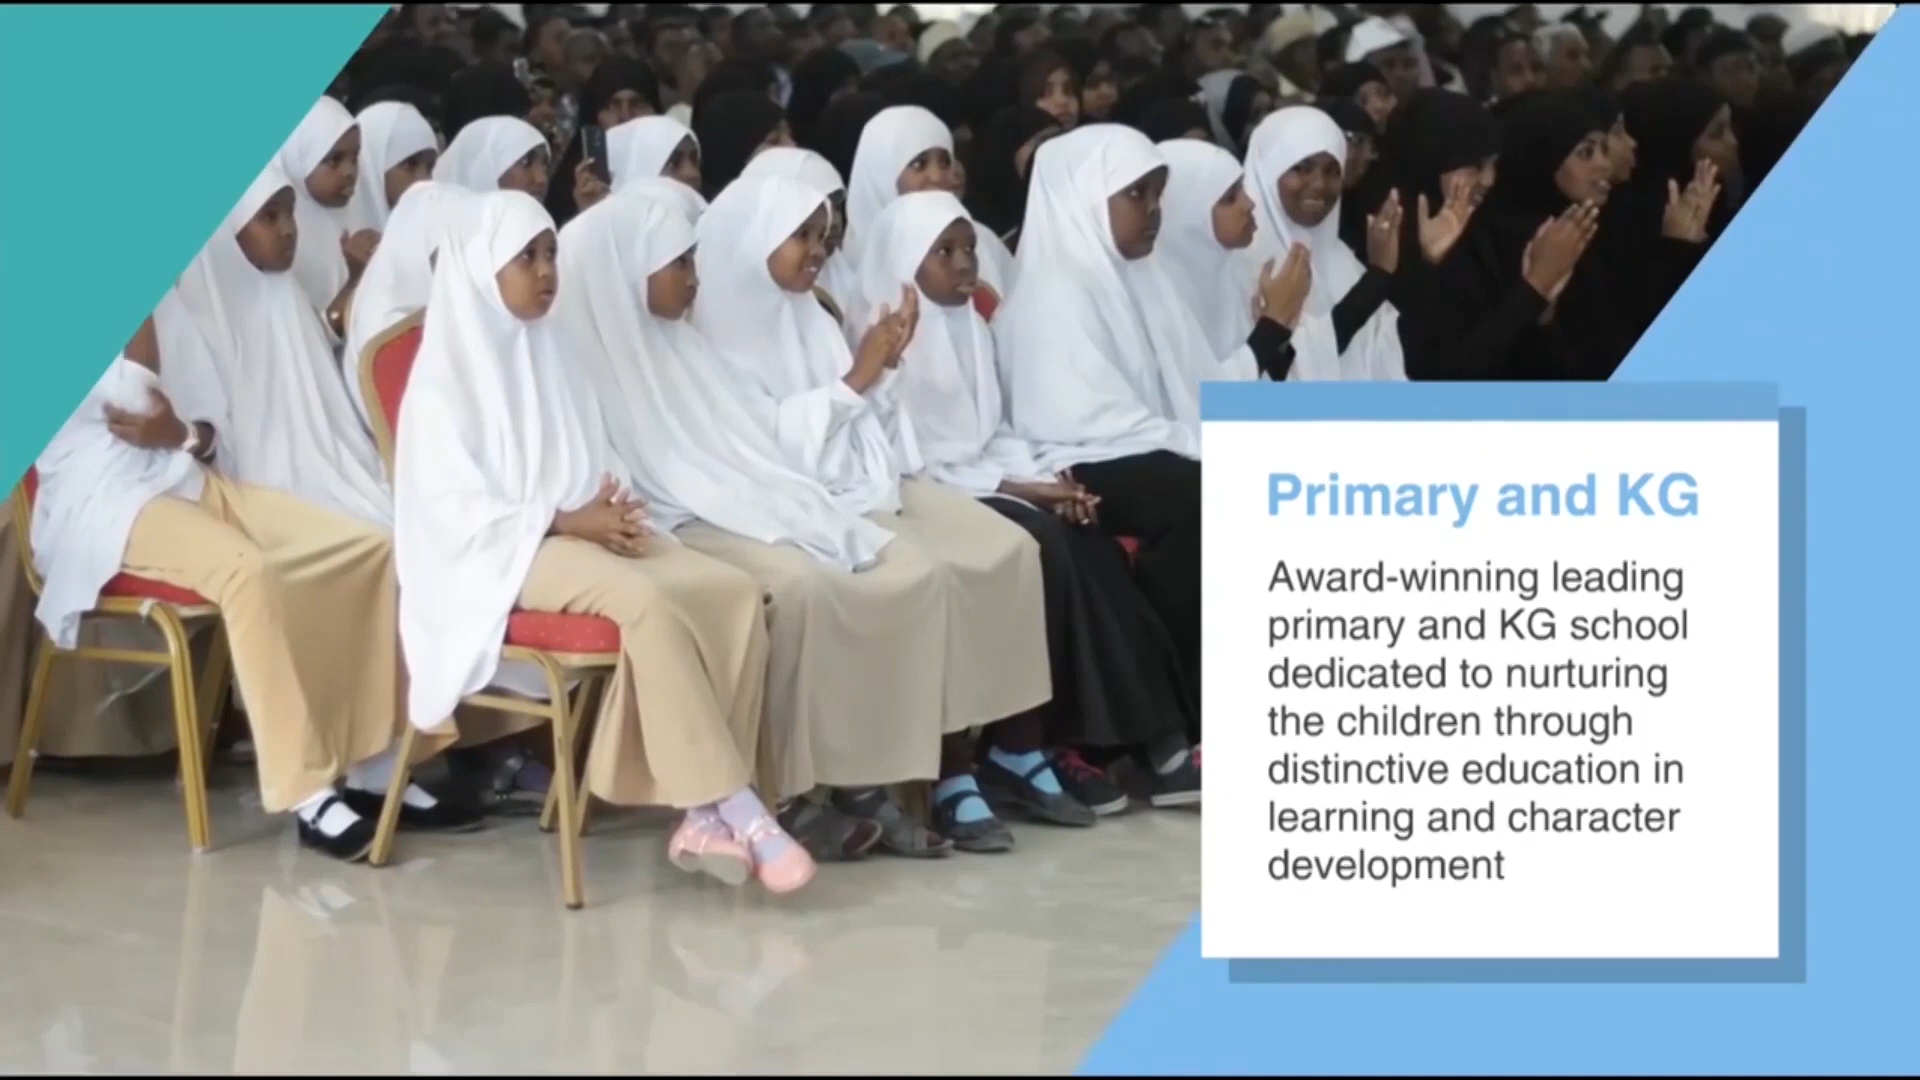 Primary and KG
Award-winning leading
primary and KG school
dedicated to nurturing
the children through
distinctive education in
learning and character
development